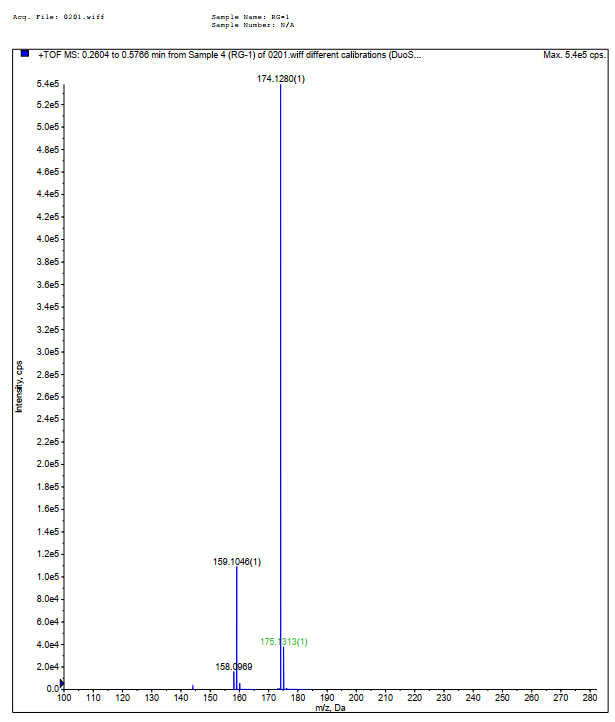 Acq. File: 0201.wiff
Sample Name: RG-1
Sample Number: N/A
+TOF MS: 0.2604 to 0.5766 min from Sample 4 (RG-1) of 0201.wiff different calibrations (DuoS...
Max. 5.4e5 cps.
174.1280(1)
5.4e5
5.2e5
5.0e5
4.8e5
4.6e5
4.4e5
4.2e5
4.0e5
3.8e5
3.6e5
3.4e5
3.2e5
3.0e5
2.8e5
2.6e5
2.4e5
2.2e5
2.0e5
1.8e5
1.6e5
1.4e5
1.2e5
1.0e5
8.0e4
6.0e4
4.0e4
2.0e4
0.0
Intensity, cps
159.1046(1)
175.1313(1)
158.0969
100 110 120 130 140 150 160 170 180 190 200 210 220 230 240 250 260 270 280
m/z, Da